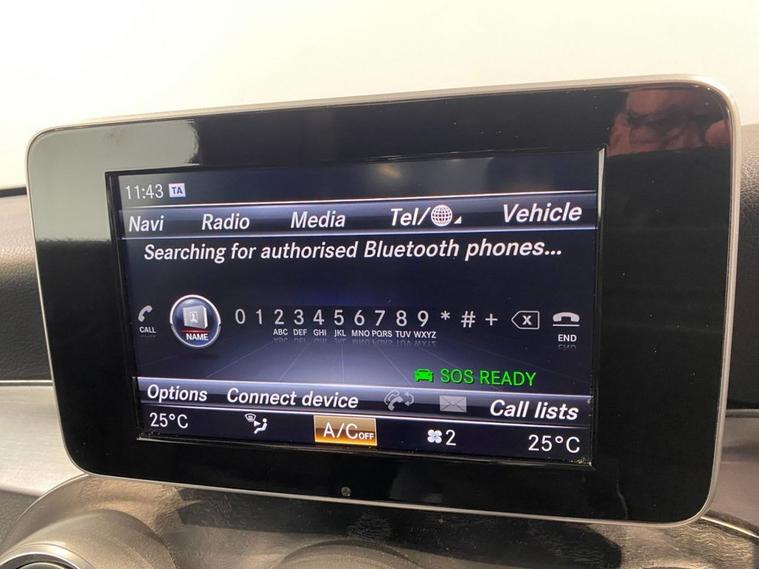 11:43 TA
Navi Radio Media Tel/ Vehicle
Searching for authorised Bluetooth phones...
CALL NAME 0 1 2 3 4 5 6 7 8 9 * # + END
ABC DEF GHI JKL MNO PQRS TUV WXYZ
SOS READY
Options Connect device Call lists
25°C A/C OFF 2 25°C